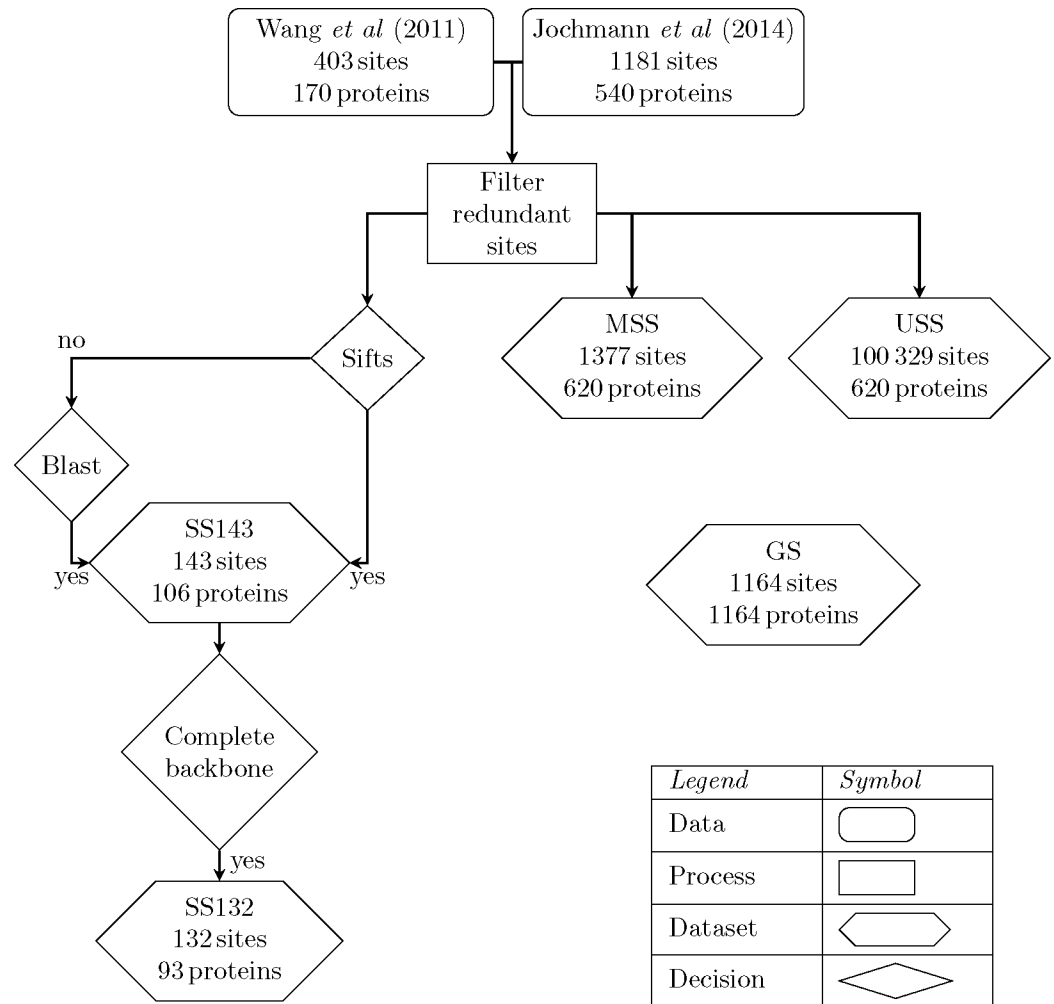 Wang et al (2011)
403 sites
170 proteins
Jochmann et al (2014)
1181 sites
540 proteins
Filter
redundant
sites
no
Sifts
MSS
1377 sites
620 proteins
USS
100 329 sites
620 proteins
Blast
SS143
143 sites
106 proteins
yes
yes
GS
1164 sites
1164 proteins
Complete
backbone
yes
SS132
132 sites
93 proteins
Legend Symbol
Data
Process
Dataset
Decision